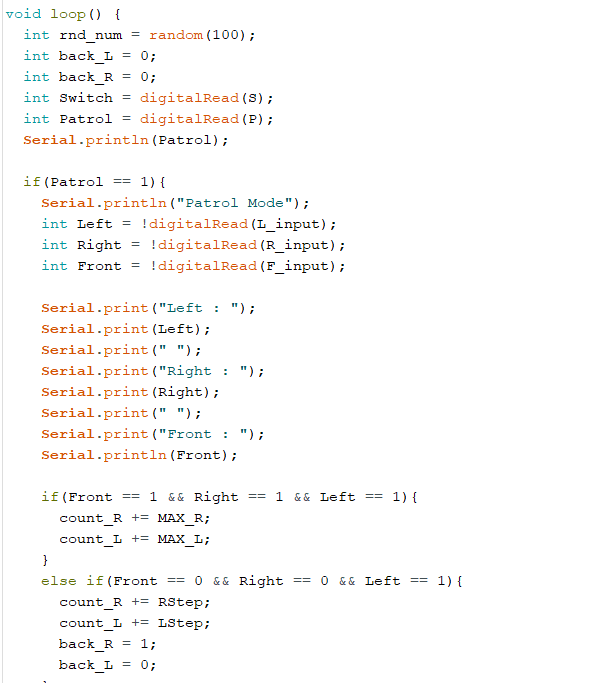 void loop() {
int rnd_num = random(100);
int back_L = 0;
int back_R = 0;
int Switch = digitalRead(S);
int Patrol = digitalRead(P);
Serial.println(Patrol);
if(Patrol == 1){
Serial.println("Patrol Mode");
int Left = !digitalRead(L_input);
int Right = !digitalRead(R_input);
int Front = !digitalRead(F_input);
Serial.print("Left : ");
Serial.print(Left);
Serial.print(" ");
Serial.print("Right : ");
Serial.print(Right);
Serial.print(" ");
Serial.print("Front : ");
Serial.println(Front);
if(Front == 1 && Right == 1 && Left == 1){
count_R += MAX_R;
count_L += MAX_L;
}
else if(Front == 0 && Right == 0 && Left == 1){
count_R += RStep;
count_L += LStep;
back_R = 1;
back_L = 0;